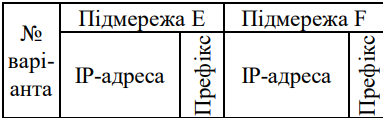 №
варі-
анта
Підмережа E
Підмережа F
IP-адреса
Префікс
IP-адреса
Префікс